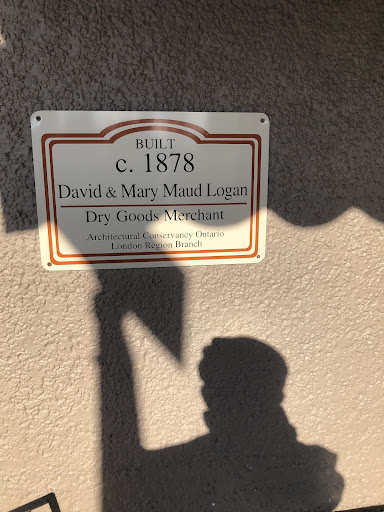 BUILT
c. 1878
David & Mary Maud Logan
Dry Goods Merchant
Architectural Conservancy Ontario
London Region Branch